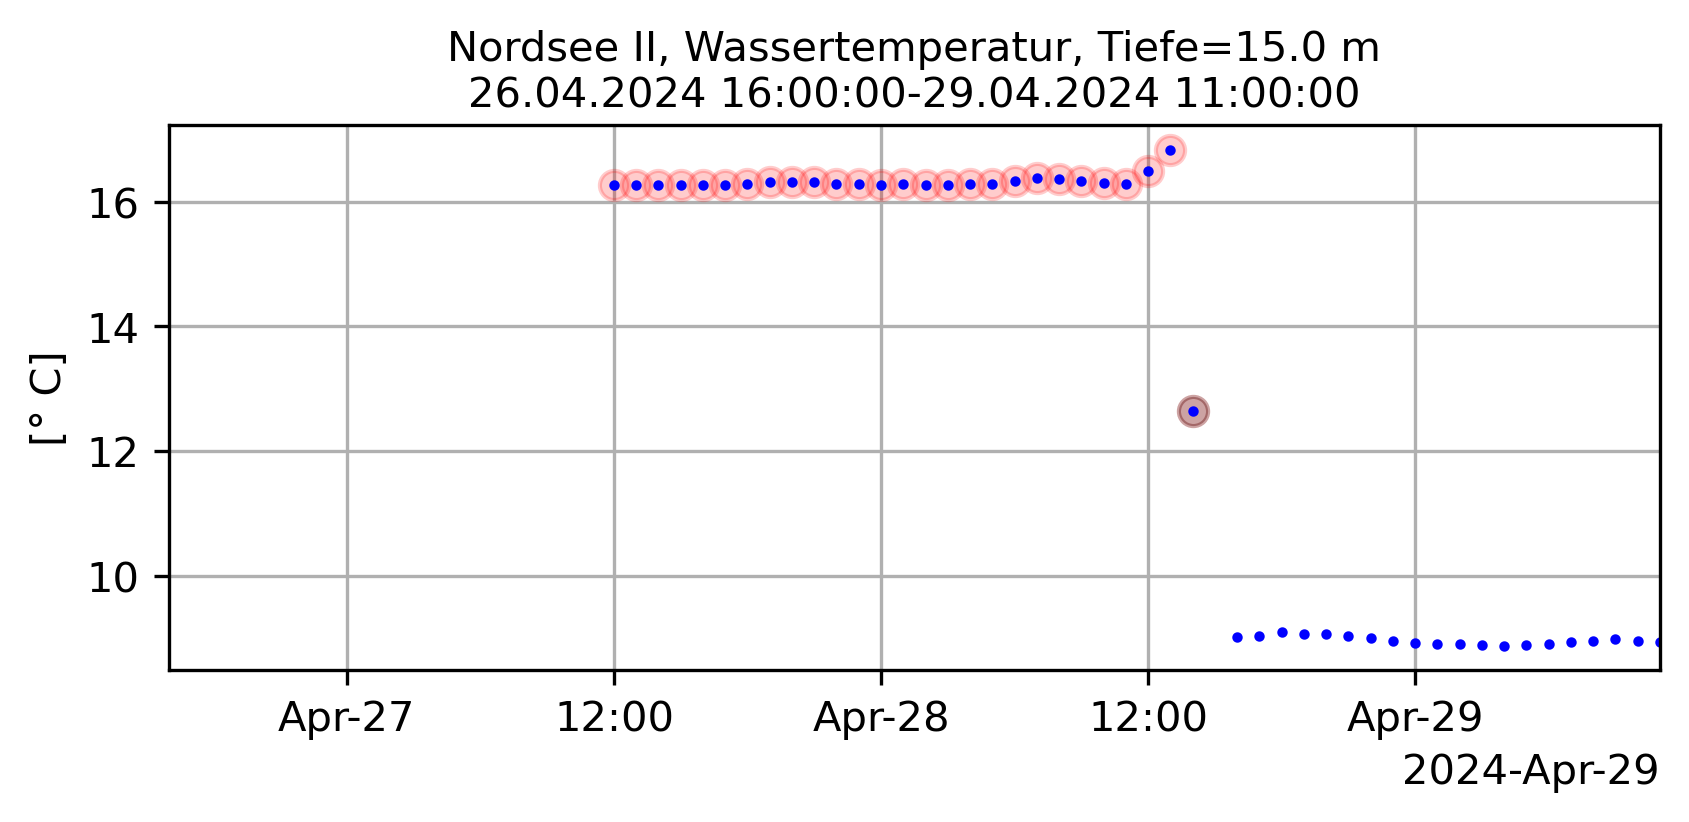 Nordsee II, Wassertemperatur, Tiefe=15.0 m
26.04.2024 16:00:00-29.04.2024 11:00:00
[° C]
16
14
12
10
Apr-27 12:00 Apr-28 12:00 Apr-29
2024-Apr-29